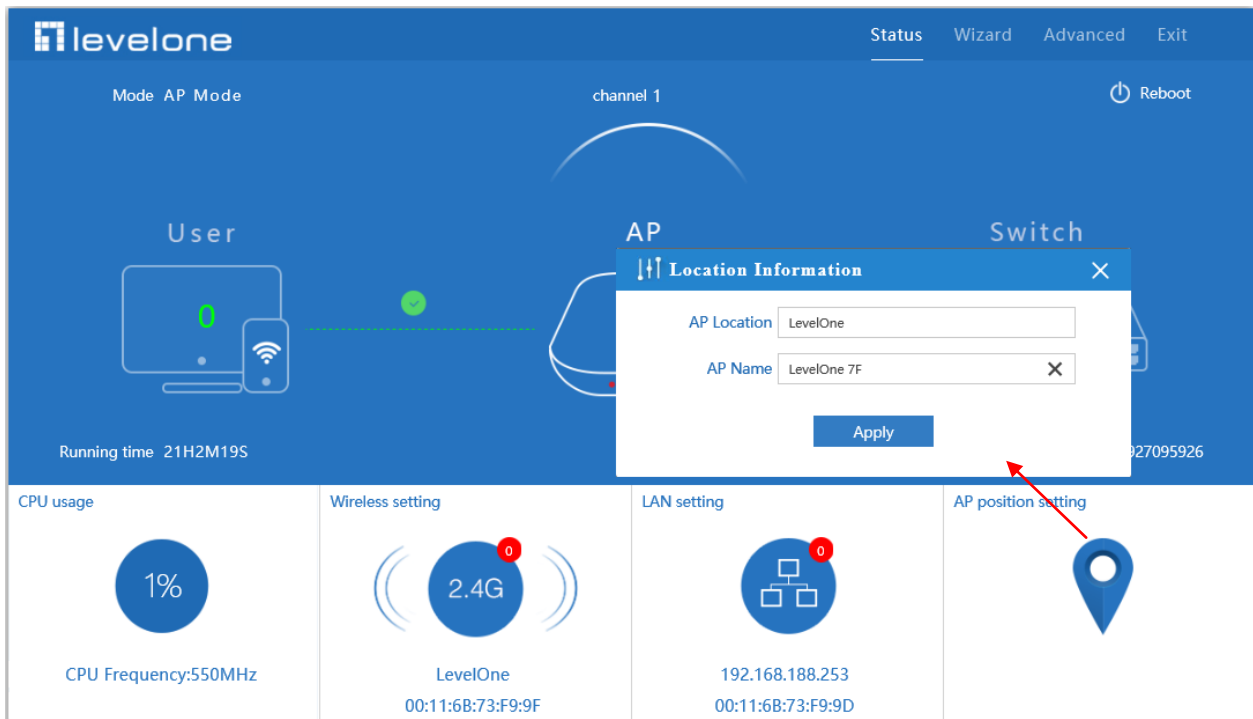 levelone
Status Wizard Advanced Exit
Mode AP Mode
channel 1
Reboot
User
AP
Switch
0
Location Information
AP Location LevelOne
AP Name LevelOne 7F
Apply
Running time 21H2M19S
927095926
CPU usage
Wireless setting
LAN setting
AP position setting
1%
2.4G
0
0
CPU Frequency:550MHz
LevelOne
00:11:6B:73:F9:9F
192.168.188.253
00:11:6B:73:F9:9D